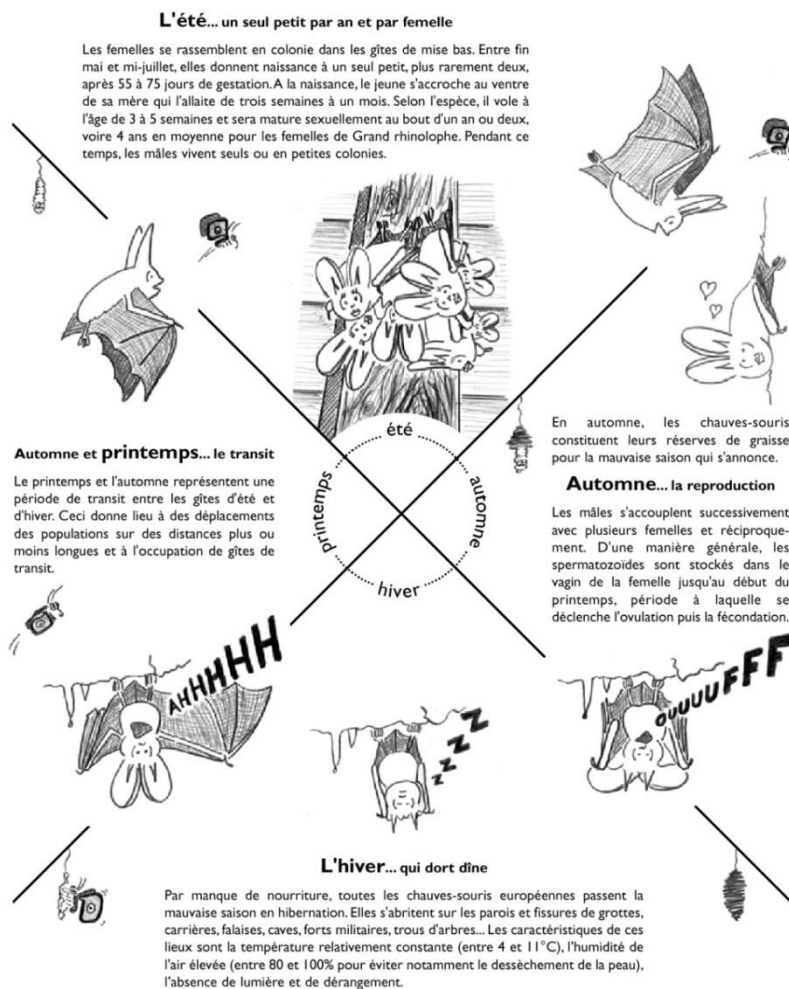 L'été... un seul petit par an et par femelle
Les femelles se rassemblent en colonie dans les gîtes de mise bas. Entre fin
mai et mi-juillet, elles donnent naissance à un seul petit, plus rarement deux,
après 55 à 75 jours de gestation. A la naissance, le jeune s'accroche au ventre
de sa mère qui l'allaite de trois semaines à un mois. Selon l'espèce, il vole à
l'âge de 3 à 5 semaines et sera mature sexuellement au bout d'un an ou deux,
voire 4 ans en moyenne pour les femelles de Grand rhinolophe. Pendant ce
temps, les mâles vivent seuls ou en petites colonies.
Automne et printemps... le transit
Le printemps et l'automne représentent une
période de transit entre les gîtes d'été et
d'hiver. Ceci donne lieu à des déplacements
des populations sur des distances plus ou
moins longues et à l'occupation de gîtes de
transit.
été
printemps
automne
hiver
En automne, les chauves-souris
constituent leurs réserves de graisse
pour la mauvaise saison qui s'annonce.
Automne... la reproduction
Les mâles s'accouplent successivement
avec plusieurs femelles et réciproque-
ment. D'une manière générale, les
spermatozoïdes sont stockés dans le
vagin de la femelle jusqu'au début du
printemps, période à laquelle se
déclenche l'ovulation puis la fécondation.
AHHHHHH
zzzzz
OUUUUFFF
L'hiver... qui dort dîne
Par manque de nourriture, toutes les chauves-souris européennes passent la
mauvaise saison en hibernation. Elles s'abritent sur les parois et fissures de grottes,
carrières, falaises, caves, forts militaires, trous d'arbres... Les caractéristiques de ces
lieux sont la température relativement constante (entre 4 et 11°C), l'humidité de
l'air élevée (entre 80 et 100% pour éviter notamment le dessèchement de la peau),
l'absence de lumière et de dérangement.